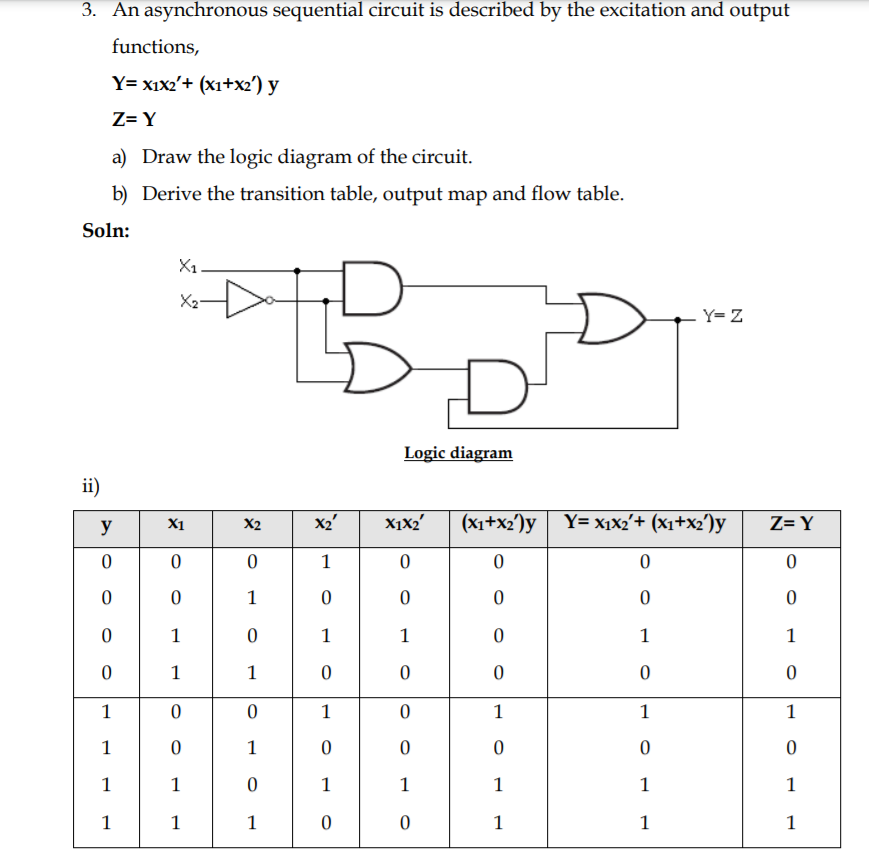 3. An asynchronous sequential circuit is described by the excitation and output
functions,
Y= x₁x₂′+ (x₁+x₂′) y
Z= Y
a) Draw the logic diagram of the circuit.
b) Derive the transition table, output map and flow table.
Soln:
X₁
X₂
Y= Z
Logic diagram
ii)
y x₁ x₂ x₂′ x₁x₂′ (x₁+x₂′)y Y= x₁x₂′+ (x₁+x₂′)y Z= Y
0 0 0 1 0 0 0 0
0 0 1 0 0 0 0 0
0 1 0 1 1 0 1 1
0 1 1 0 0 0 0 0
1 0 0 1 0 1 1 1
1 0 1 0 0 0 0 0
1 1 0 1 1 1 1 1
1 1 1 0 0 1 1 1